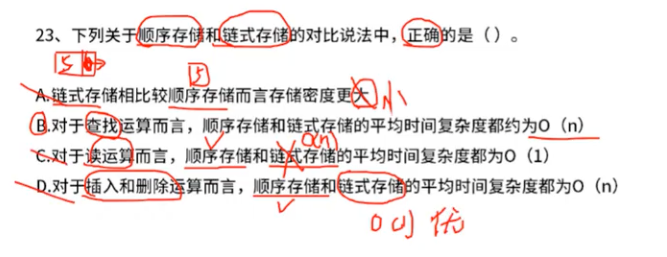 23、下列关于顺序存储和链式存储的对比说法中，正确的是（）。
5 0
5
A.链式存储相比较顺序存储而言存储密度更大 小
B.对于查找运算而言，顺序存储和链式存储的平均时间复杂度都约为O（n）
O(n)
C.对于读运算而言，顺序存储和链式存储的平均时间复杂度都为O（1）
D.对于插入和删除运算而言，顺序存储和链式存储的平均时间复杂度都为O（n）
O(1) 优